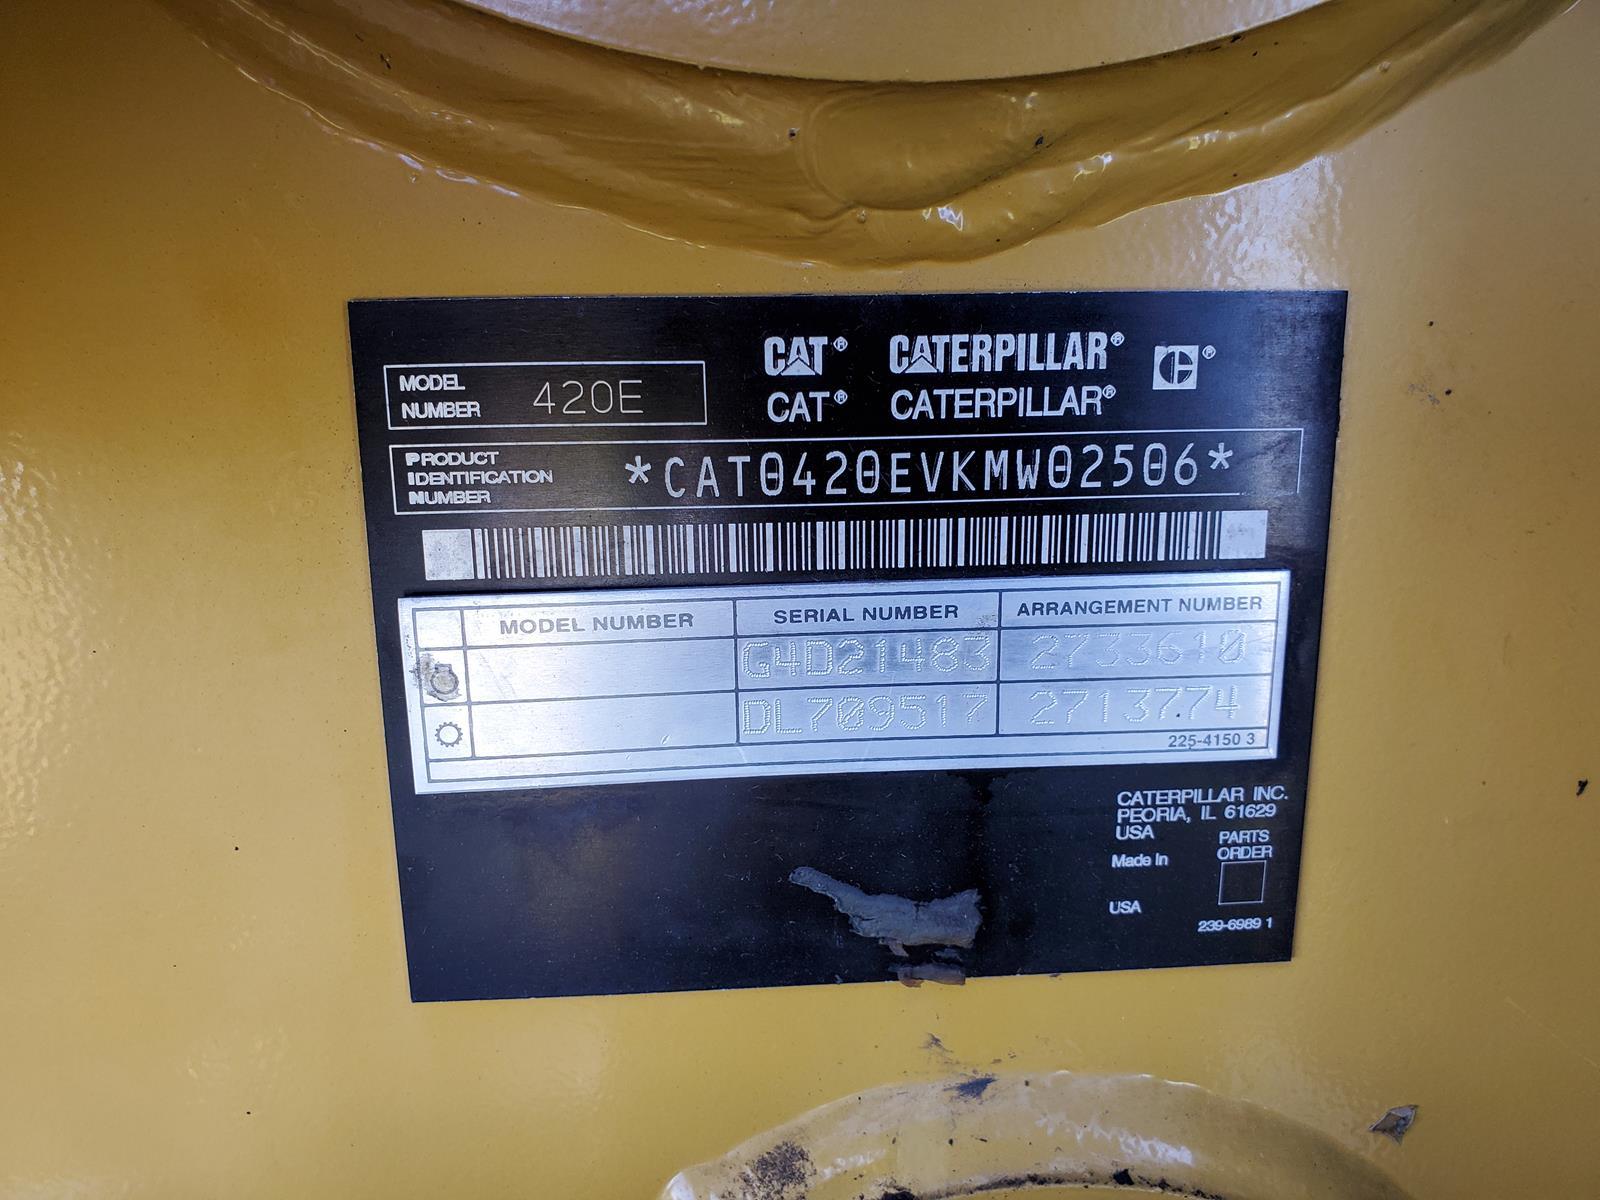 MODEL
NUMBER 420E
CAT® CATERPILLAR®
CAT® CATERPILLAR®
PRODUCT
IDENTIFICATION
NUMBER
*CAT0420EVKMW02506*
MODEL NUMBER SERIAL NUMBER ARRANGEMENT NUMBER
G4D21483 2733610
DL709517 2713774
225-4150 3
CATERPILLAR INC.
PEORIA, IL 61629
USA
PARTS
ORDER
Made In
USA
239-6989 1